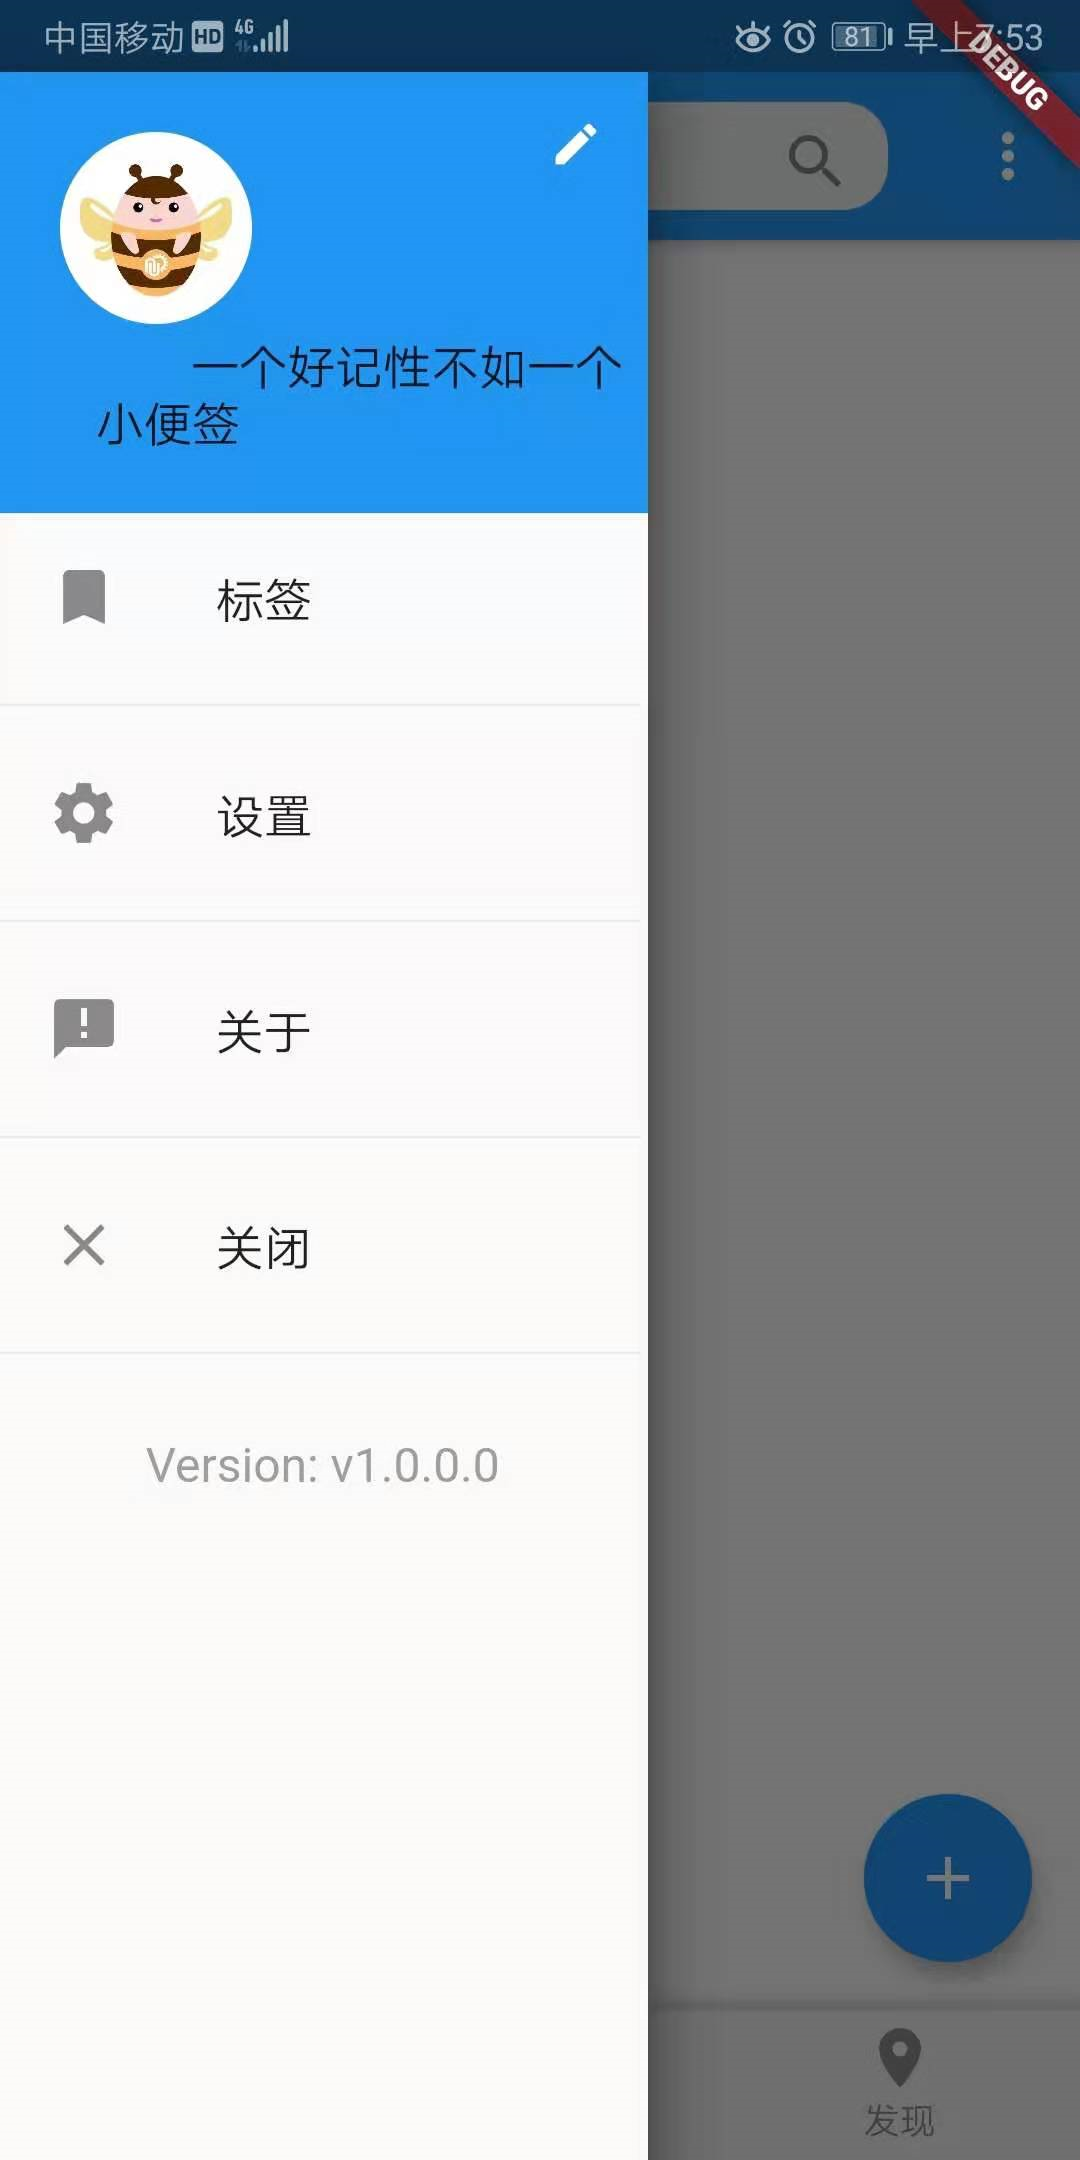 中国移动 HD 4G 81 早上7:53
DEBUG
一个好记性不如一个
小便签
标签
设置
关于
关闭
Version: v1.0.0.0
发现